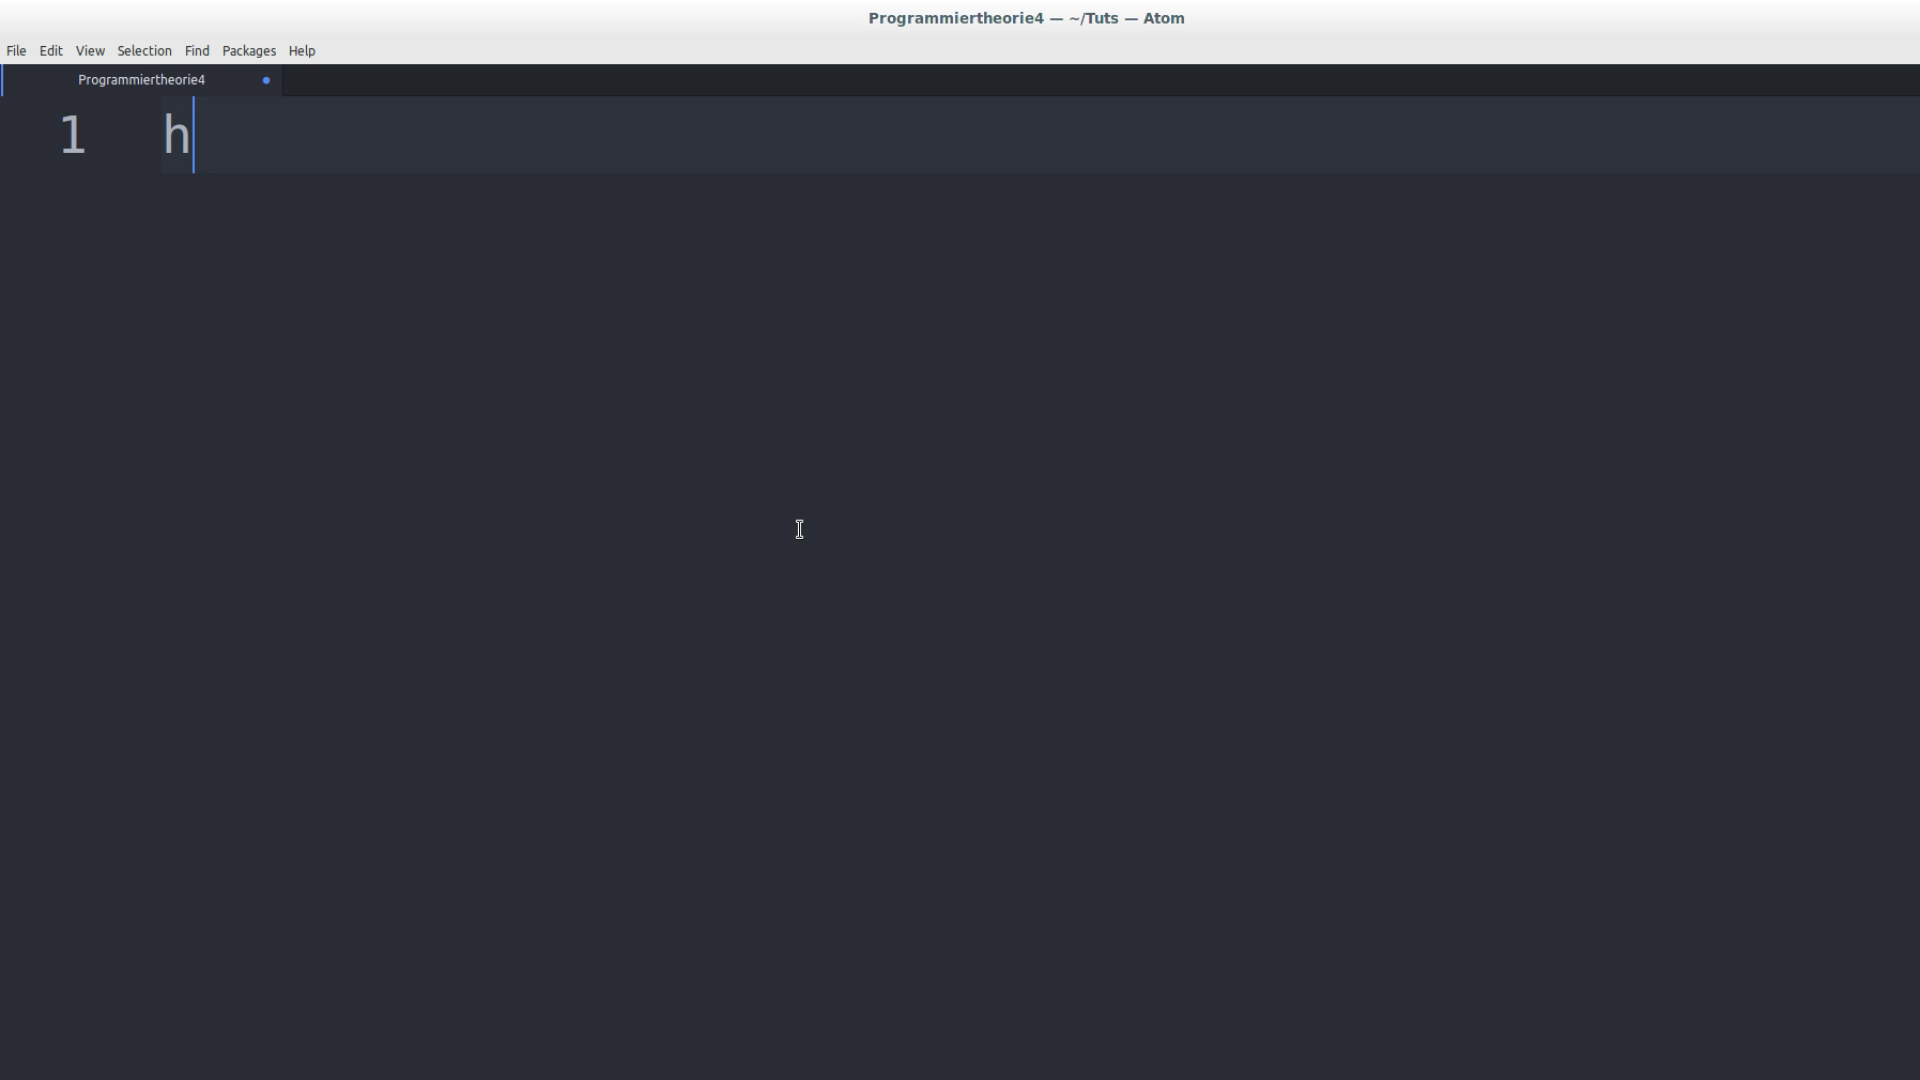 Programmiertheorie4 — ~/Tuts — Atom
File Edit View Selection Find Packages Help
Programmiertheorie4
1 h